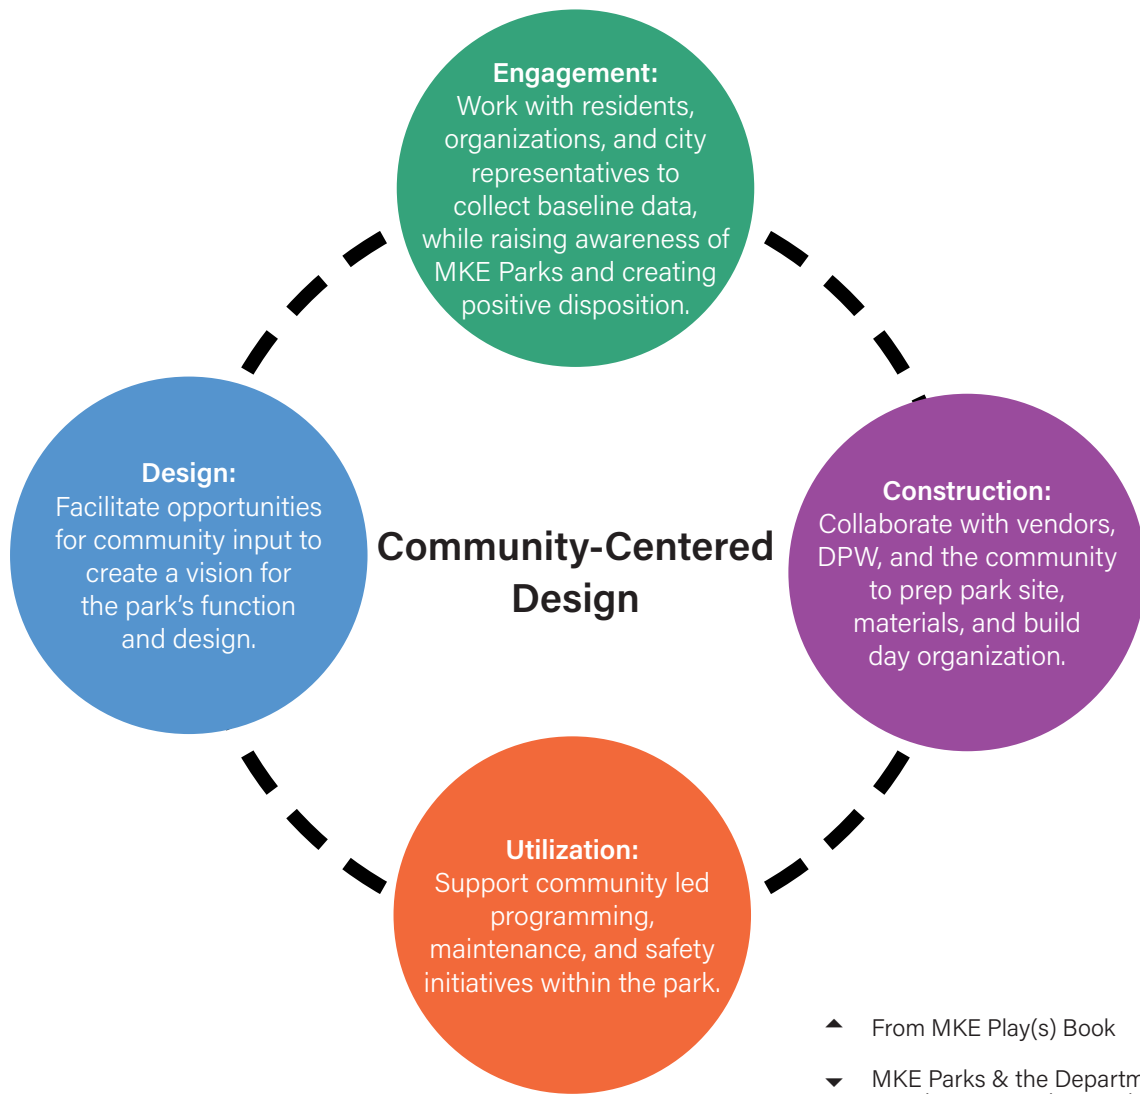 Engagement:
Work with residents,
organizations, and city
representatives to
collect baseline data,
while raising awareness of
MKE Parks and creating
positive disposition.
Design:
Facilitate opportunities
for community input to
create a vision for
the park's function
and design.
Community-Centered
Design
Construction:
Collaborate with vendors,
DPW, and the community
to prep park site,
materials, and build
day organization.
Utilization:
Support community led
programming,
maintenance, and safety
initiatives within the park.
From MKE Play(s) Book
MKE Parks & the Departm